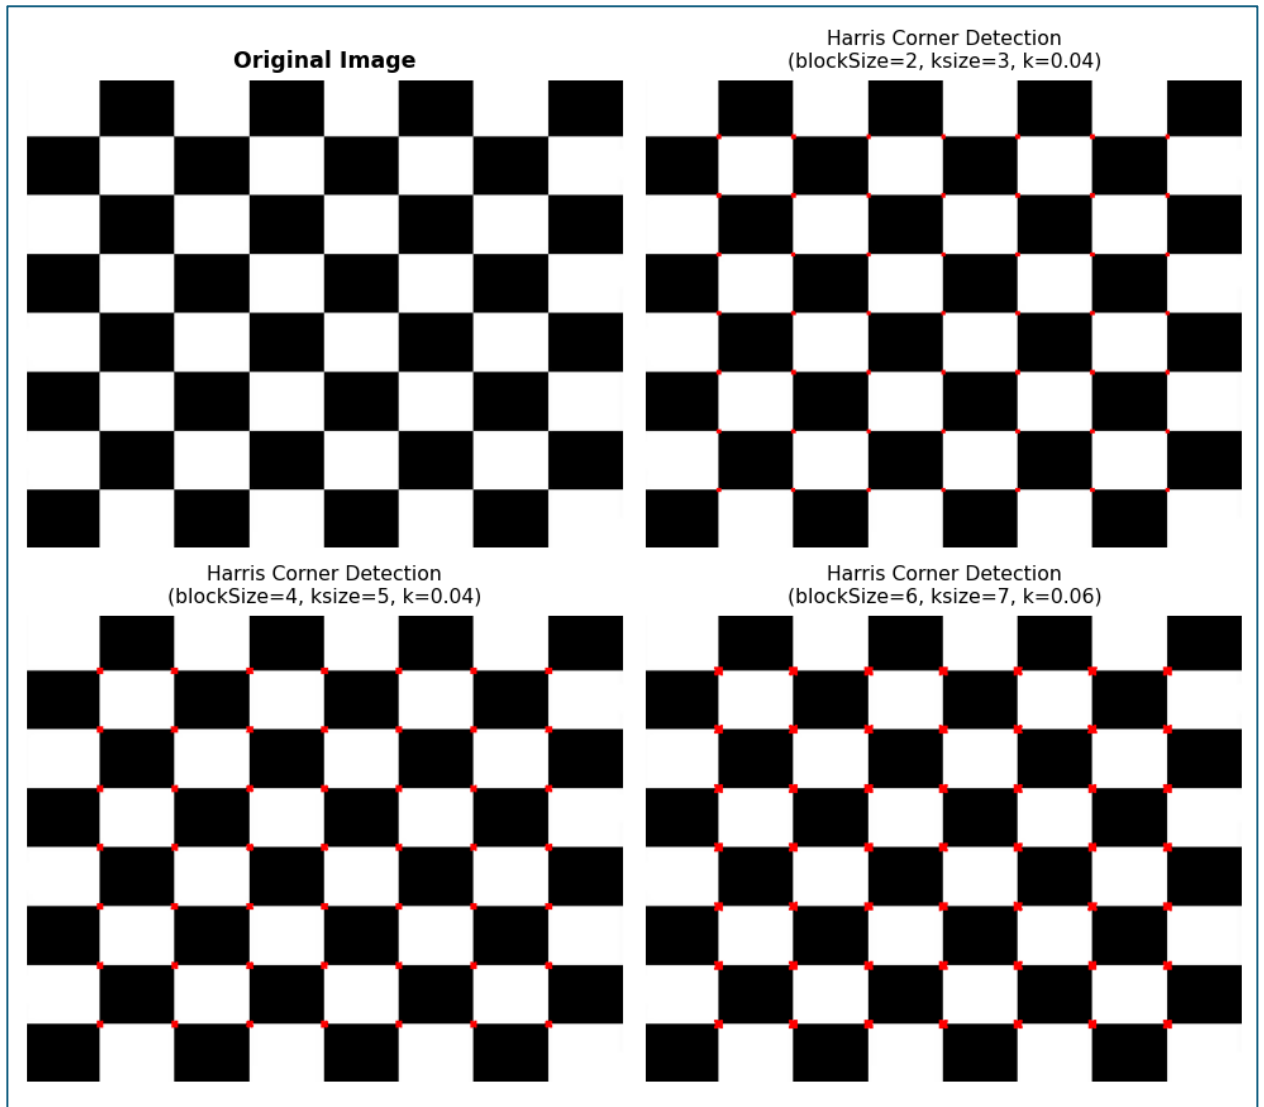 Original Image
Harris Corner Detection
(blockSize=2, ksize=3, k=0.04)
Harris Corner Detection
(blockSize=4, ksize=5, k=0.04)
Harris Corner Detection
(blockSize=6, ksize=7, k=0.06)